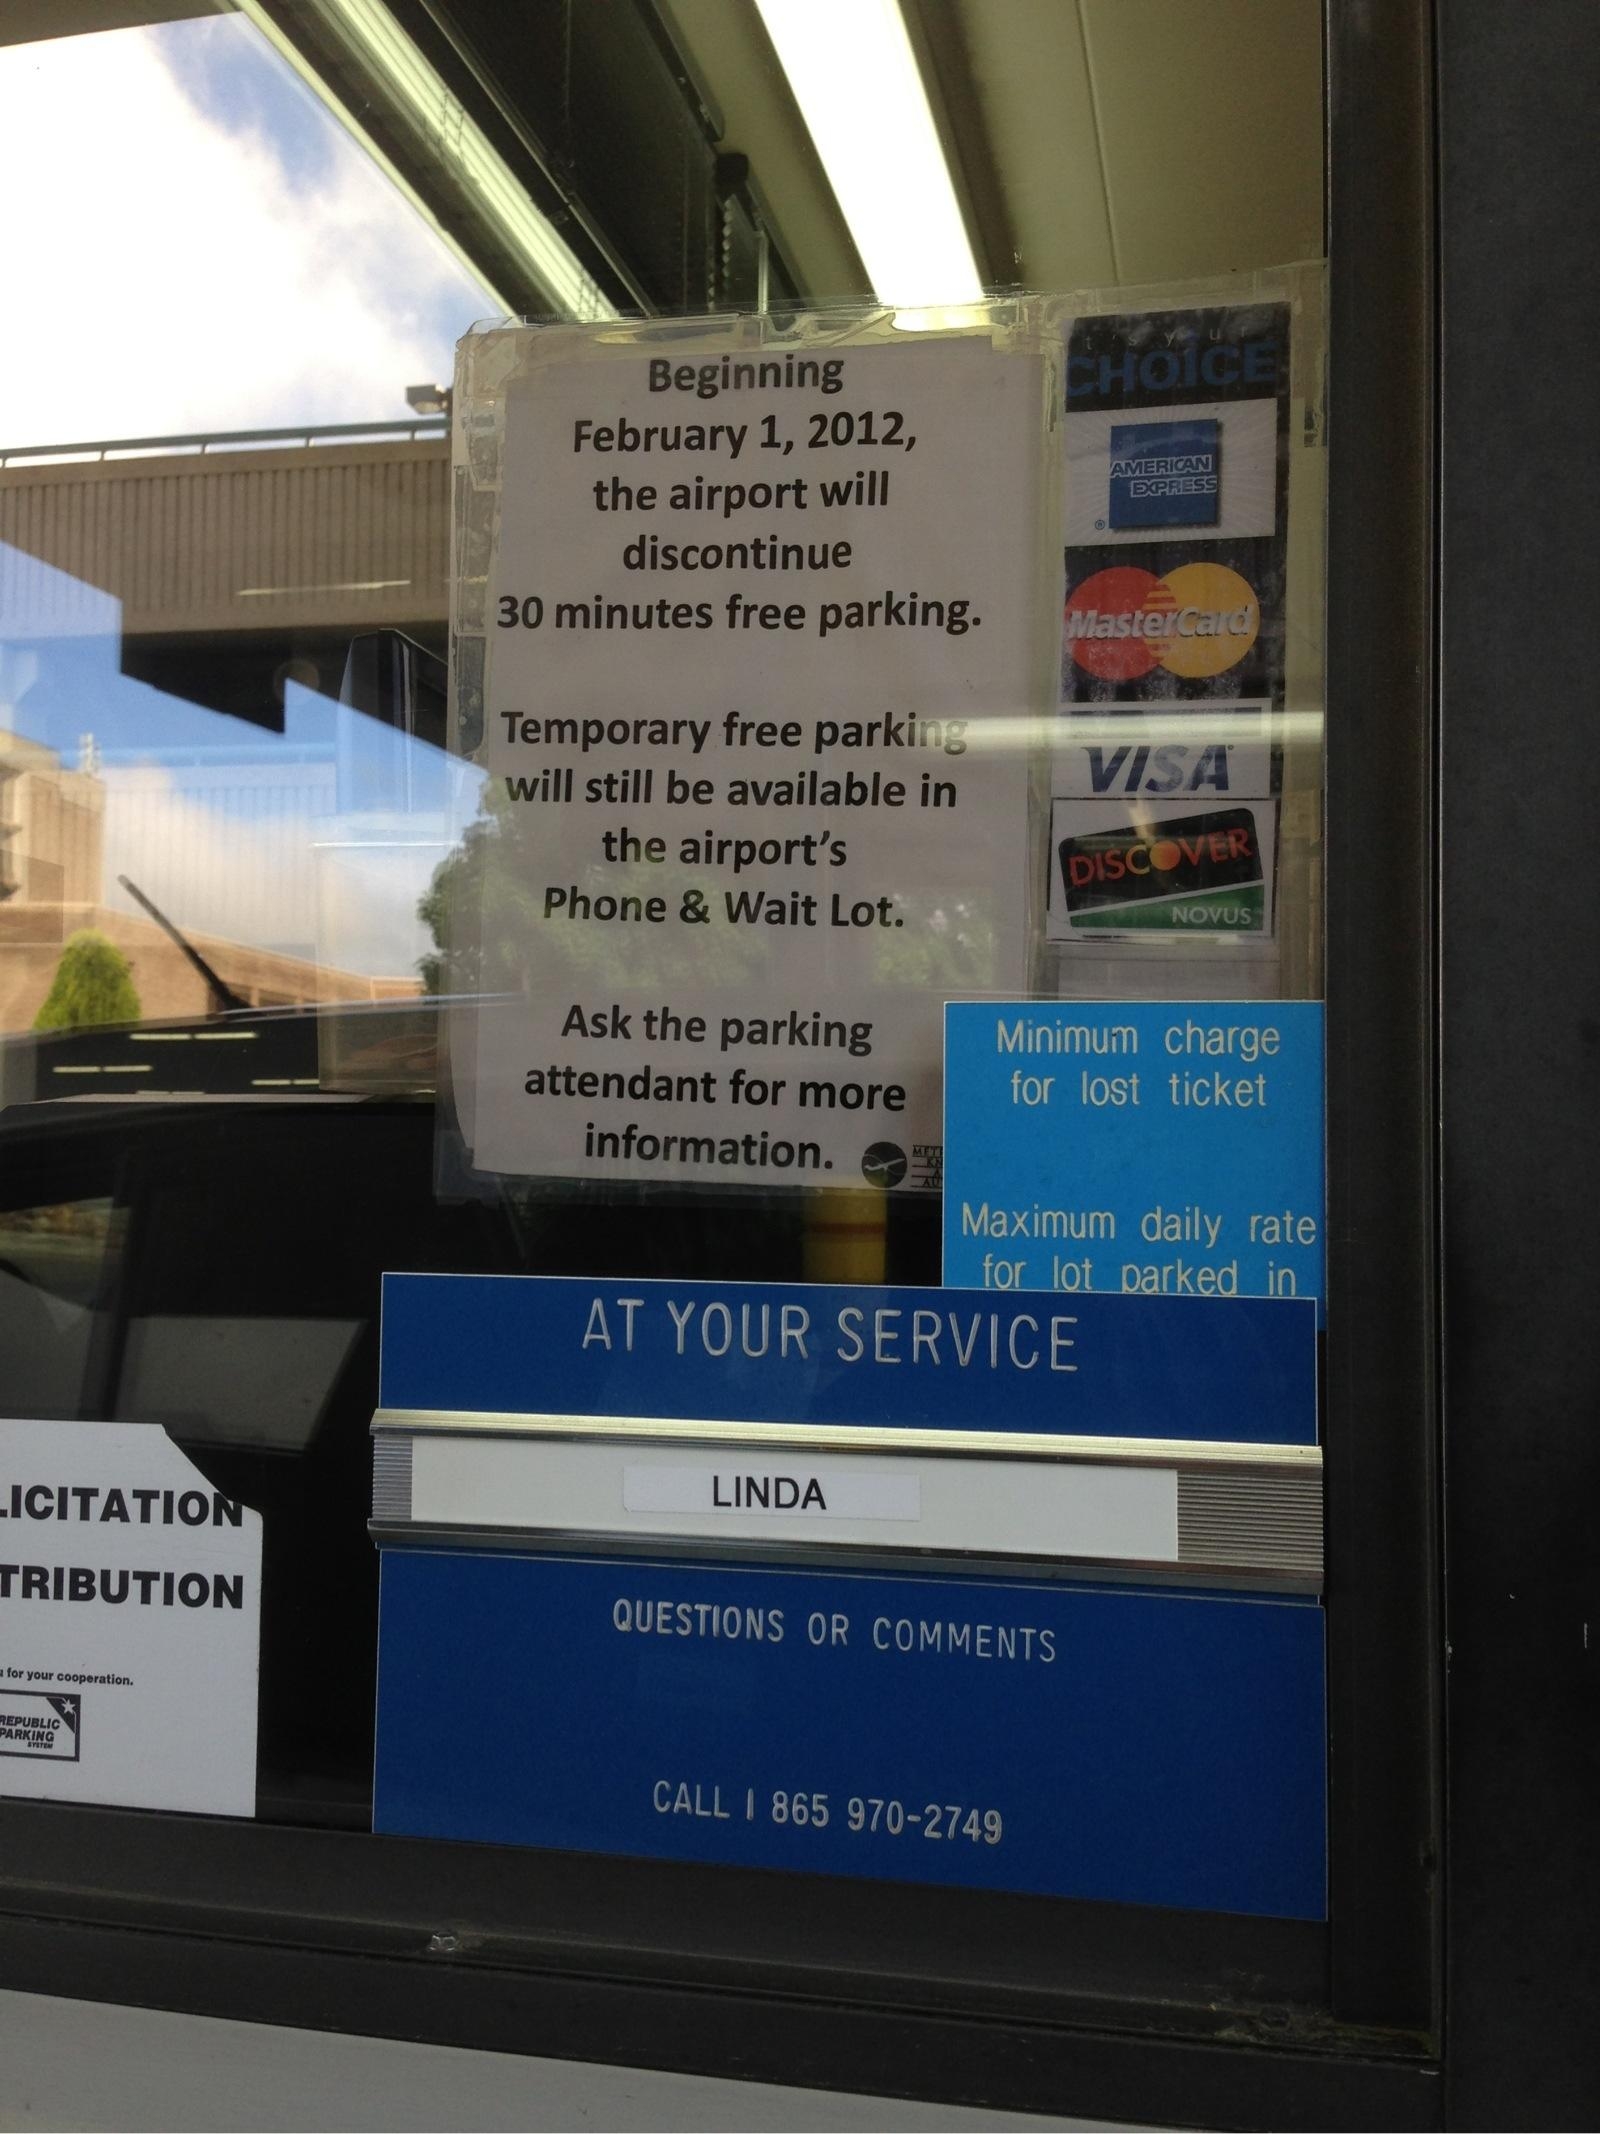 Beginning
February 1, 2012,
the airport will
discontinue
30 minutes free parking.
Temporary free parking
will still be available in
the airport's
Phone & Wait Lot.
Ask the parking
attendant for more
information.
CHOICE
AMERICAN
EXPRESS
®
MasterCard
VISA
DISCOVER
NOVUS
Minimum charge
for lost ticket
Maximum daily rate
for lot parked in
AT YOUR SERVICE
LINDA
QUESTIONS OR COMMENTS
CALL 1 865 970-2749
LICITATION
TRIBUTION
for your cooperation.
REPUBLIC
PARKING
SYSTEM